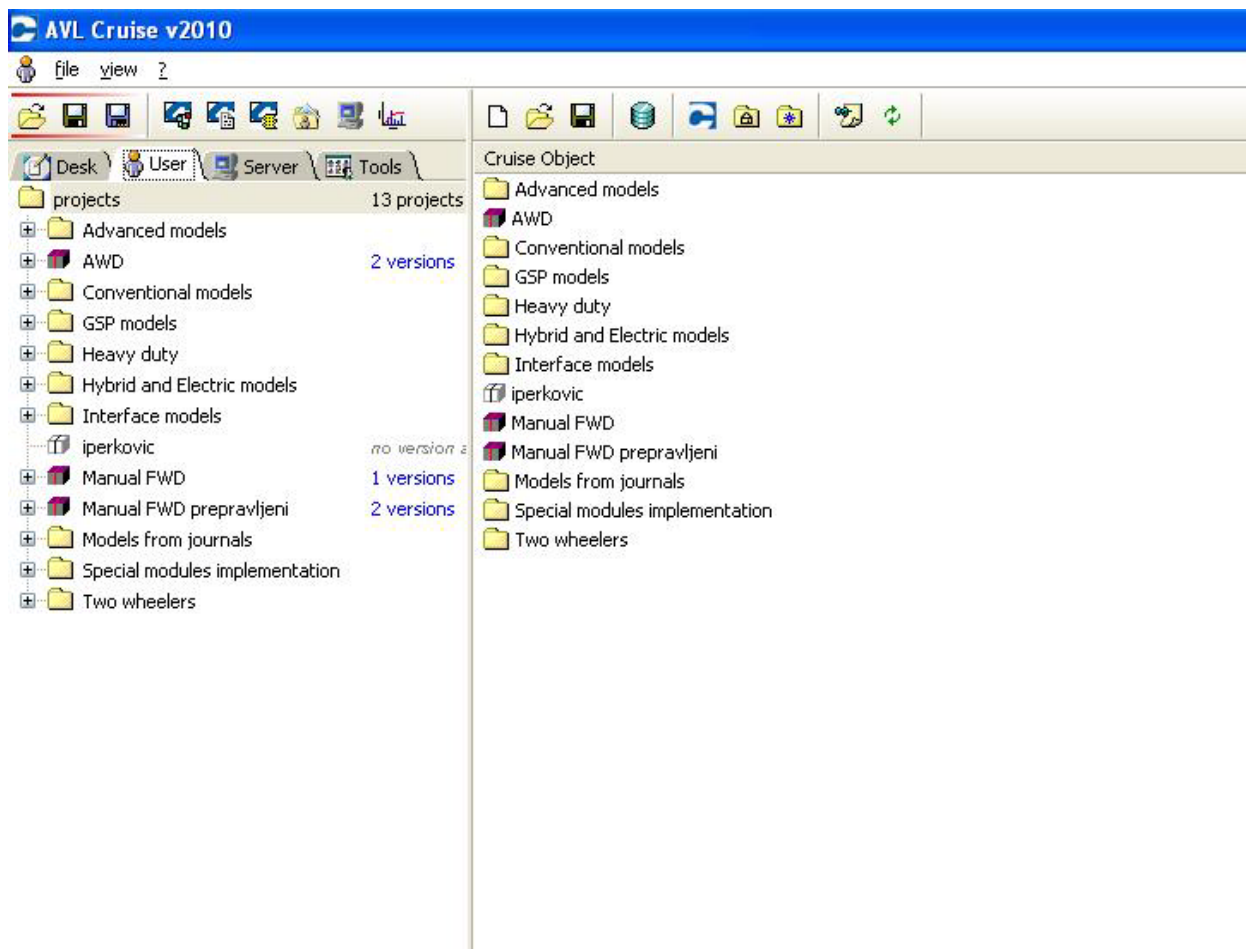 AVL Cruise v2010
file view ?
Desk User Server Tools
projects 13 projects
Advanced models
AWD 2 versions
Conventional models
GSP models
Heavy duty
Hybrid and Electric models
Interface models
iperkovic no version a
Manual FWD 1 versions
Manual FWD prepravljeni 2 versions
Models from journals
Special modules implementation
Two wheelers
Cruise Object
Advanced models
AWD
Conventional models
GSP models
Heavy duty
Hybrid and Electric models
Interface models
iperkovic
Manual FWD
Manual FWD prepravljeni
Models from journals
Special modules implementation
Two wheelers